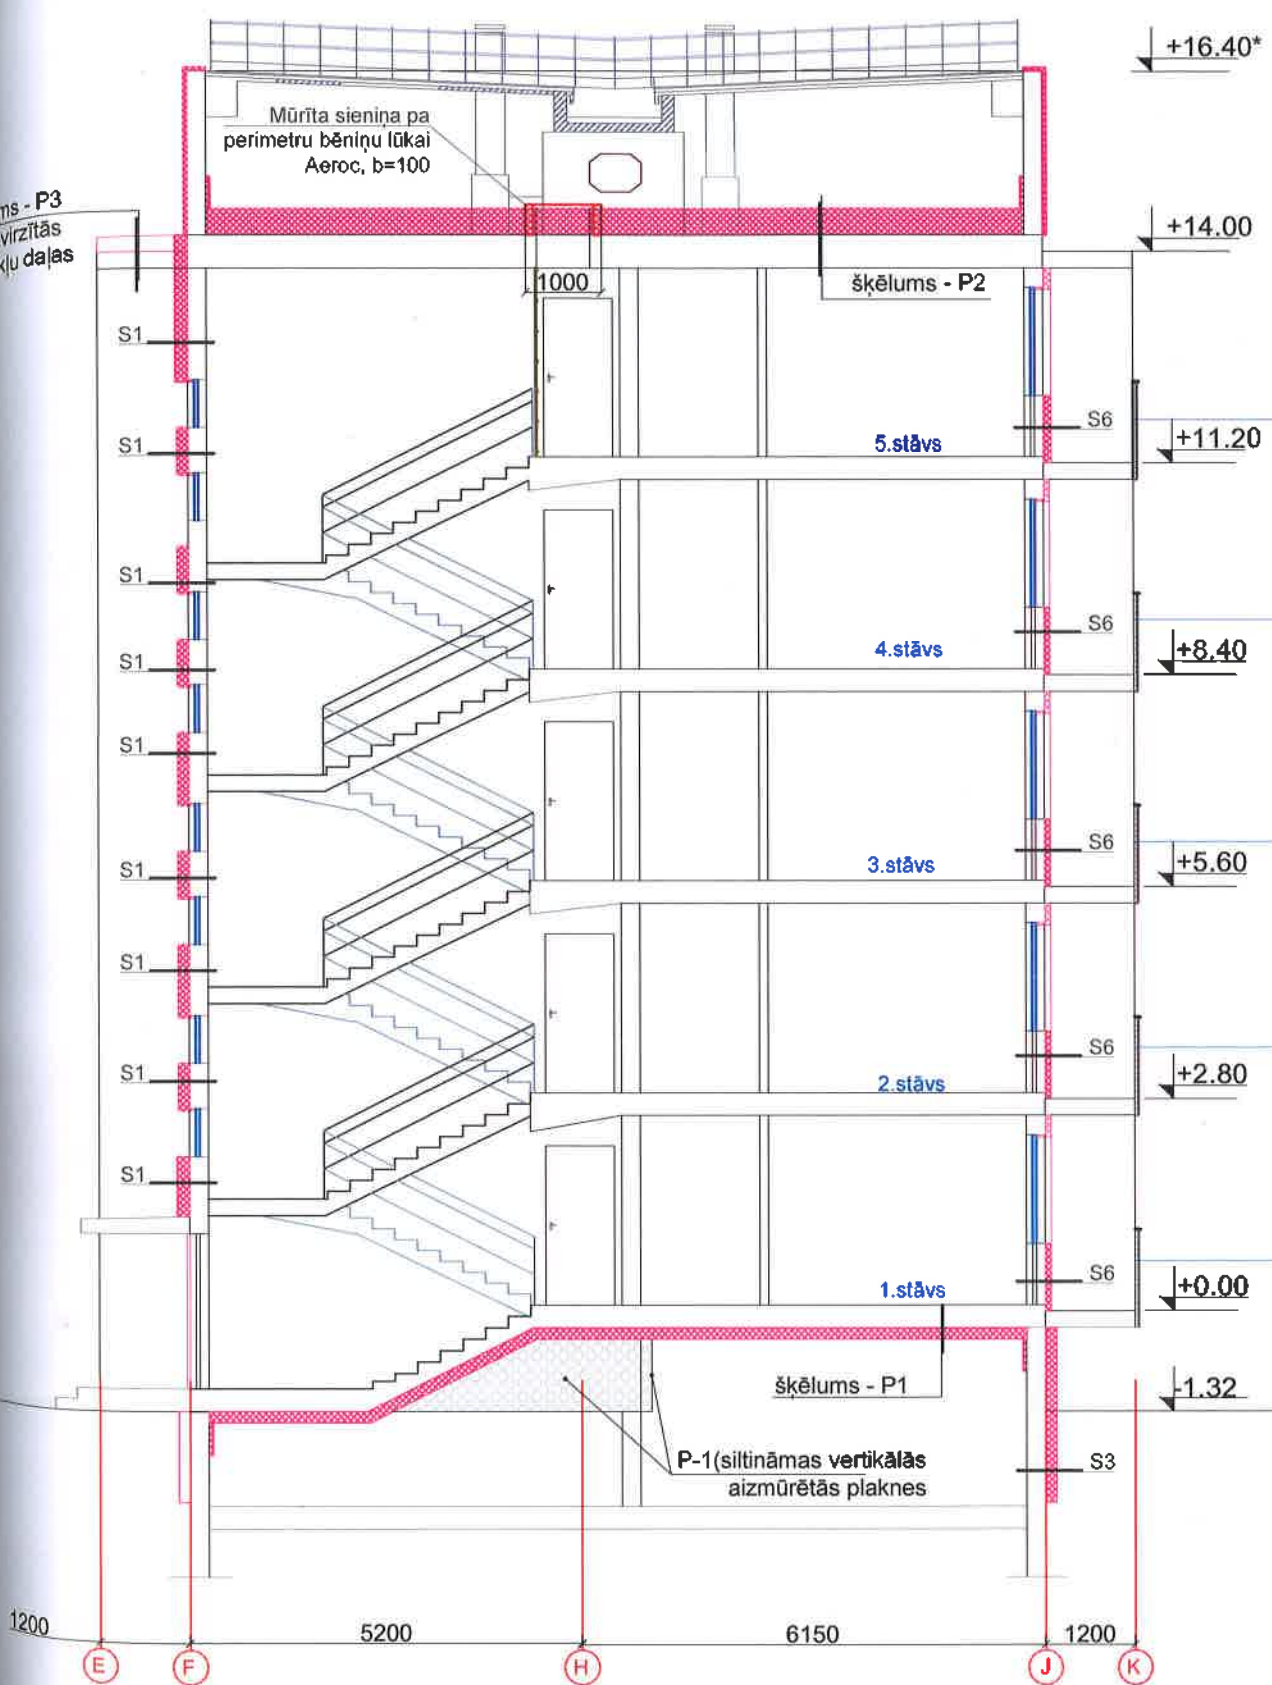 +16.40*
Mūrīta sieniņa pa
perimetru bēniņu lūkai
Aeroc, b=100
- P3
+14.00
daļas
1000
šķēlums - P2
S1
S6
S1
5.stāvs
+11.20
S1
S6
4.stāvs
+8.40
S1
S1
S6
3.stāvs
+5.60
S1
S1
S6
2.stāvs
+2.80
S1
S1
S6
1.stāvs
+0.00
šķēlums - P1
-1.32
P-1(siltināmas vertikālās
aizmūrētās plaknes
S3
1200
5200
6150
1200
E
F
H
J
K